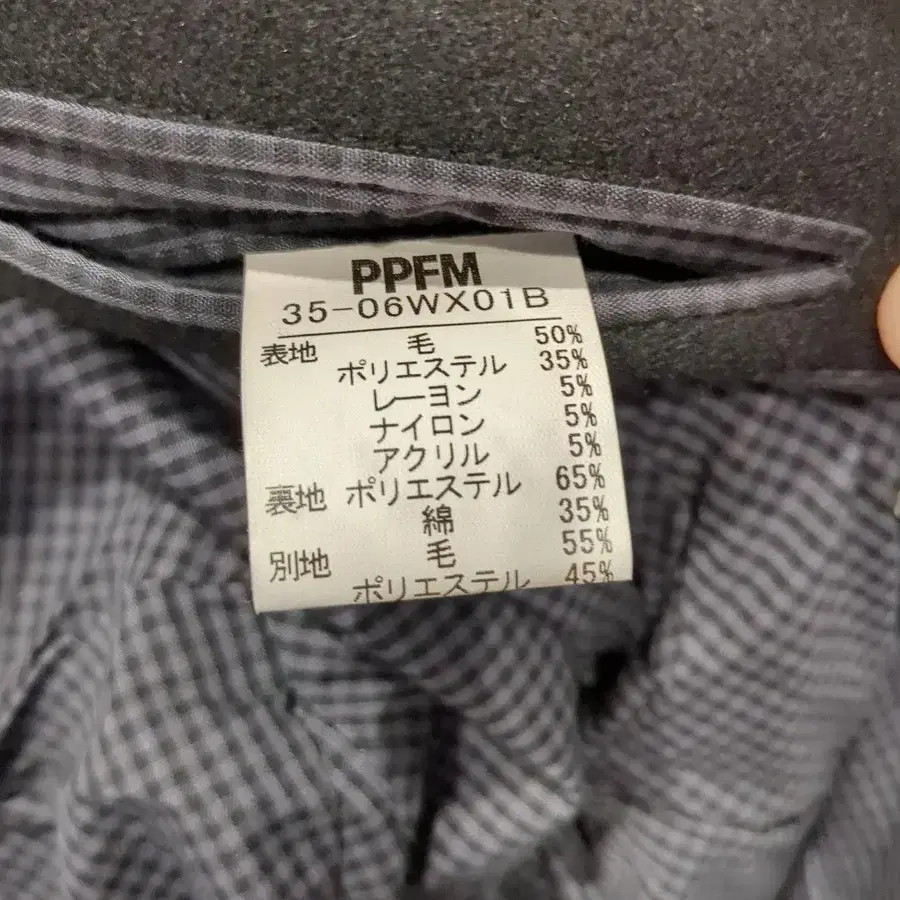 PPFM
35-06WX01B
表地 毛 50%
ポリエステル 35%
レーヨン 5%
ナイロン 5%
アクリル 5%
裏地 ポリエステル 65%
綿 35%
別地 毛 55%
ポリエステル 45%